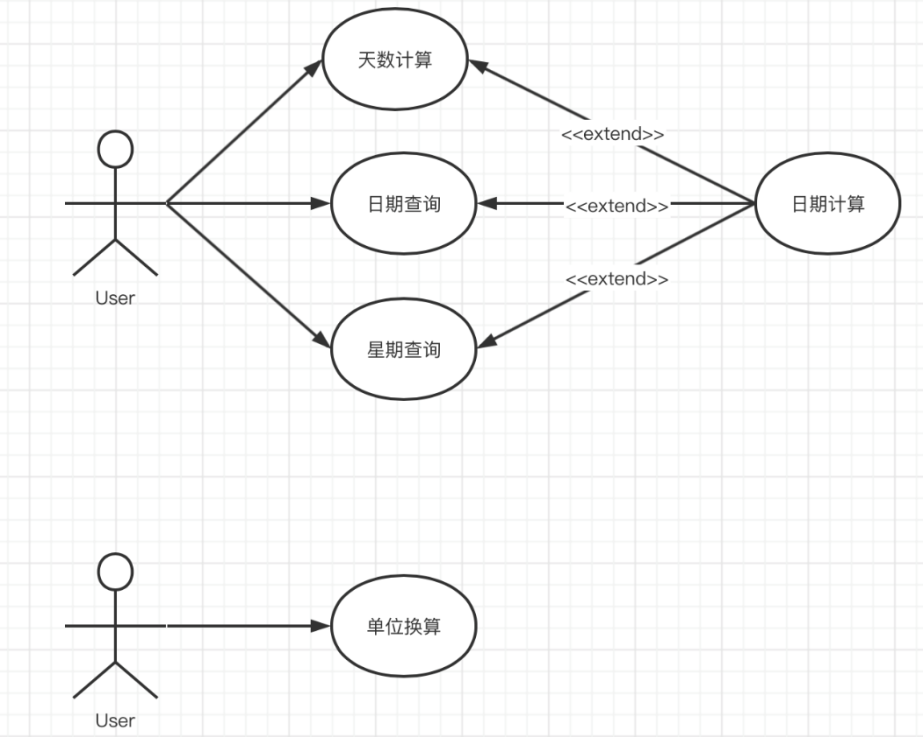 天数计算
<<extend>>
日期查询
<<extend>>
日期计算
<<extend>>
User
星期查询
单位换算
User